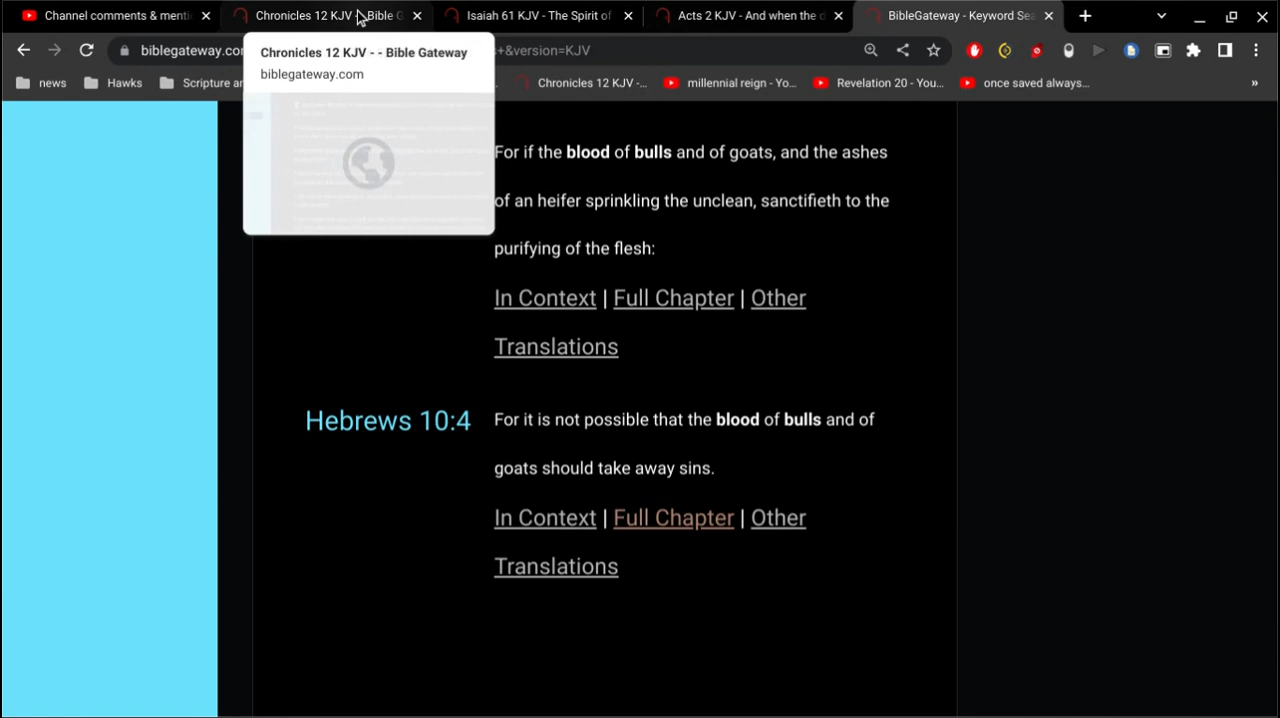 Channel comments & menti
Chronicles 12 KJV - Bible G
Isaiah 61 KJV - The Spirit of
Acts 2 KJV - And when the d
BibleGateway - Keyword Sea
biblegateway.co
+&version=KJV
Chronicles 12 KJV - - Bible Gateway
biblegateway.com
news
Hawks
Scripture ar
Chronicles 12 KJV -...
millennial reign - Yo...
Revelation 20 - You...
once saved always...
»
For if the blood of bulls and of goats, and the ashes
of an heifer sprinkling the unclean, sanctifieth to the
purifying of the flesh:
In Context | Full Chapter | Other
Translations
Hebrews 10:4
For it is not possible that the blood of bulls and of
goats should take away sins.
In Context | Full Chapter | Other
Translations